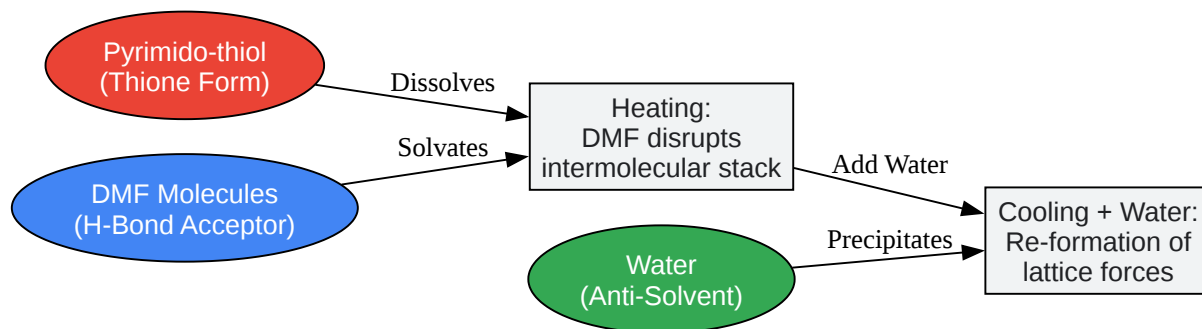 Pyrimido-thiol
(Thione Form)
Dissolves
Heating:
DMF disrupts
intermolecular stack
Solvates
DMF Molecules
(H-Bond Acceptor)
Add Water
Cooling + Water:
Re-formation of
lattice forces
Precipitates
Water
(Anti-Solvent)